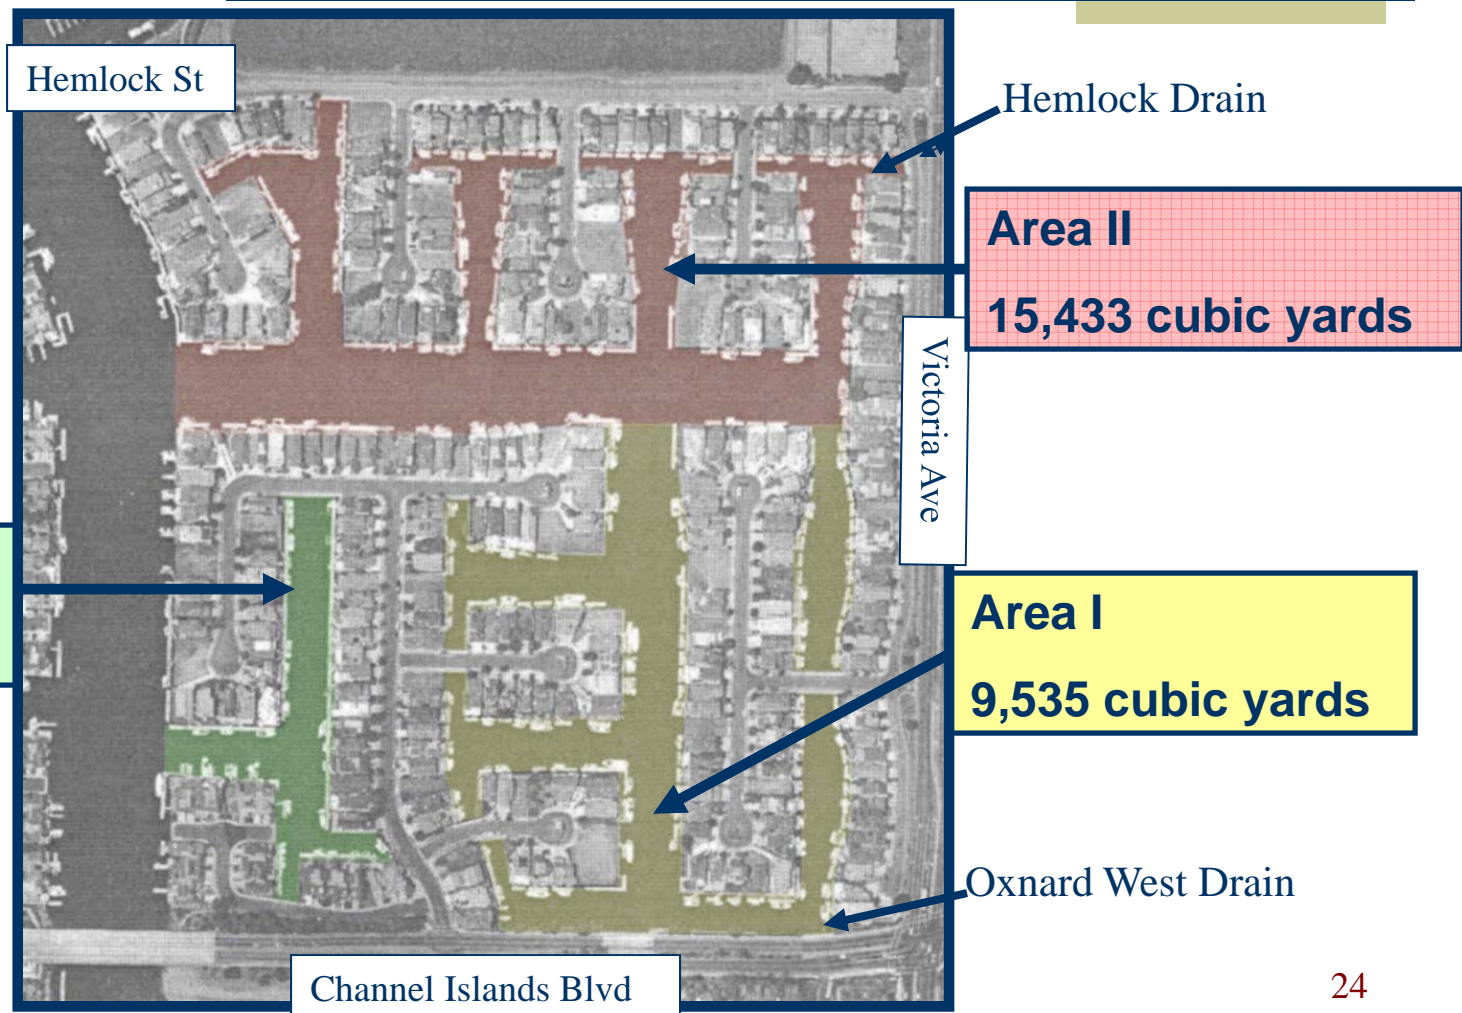 Hemlock St
Hemlock Drain
Area II
15,433 cubic yards
Victoria Ave
Area I
9,535 cubic yards
Oxnard West Drain
Channel Islands Blvd
24